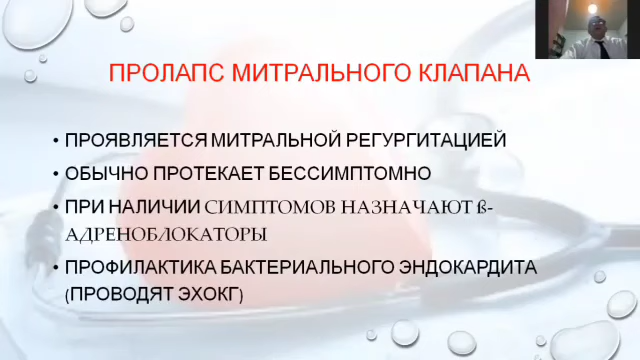 ПРОЛАПС МИТРАЛЬНОГО КЛАПАНА
• ПРОЯВЛЯЕТСЯ МИТРАЛЬНОЙ РЕГУРГИТАЦИЕЙ
• ОБЫЧНО ПРОТЕКАЕТ БЕССИМПТОМНО
• ПРИ НАЛИЧИИ СИМПТОМОВ НАЗНАЧАЮТ ß-
АДРЕНОБЛОКАТОРЫ
• ПРОФИЛАКТИКА БАКТЕРИАЛЬНОГО ЭНДОКАРДИТА
(ПРОВОДЯТ ЭХОКГ)